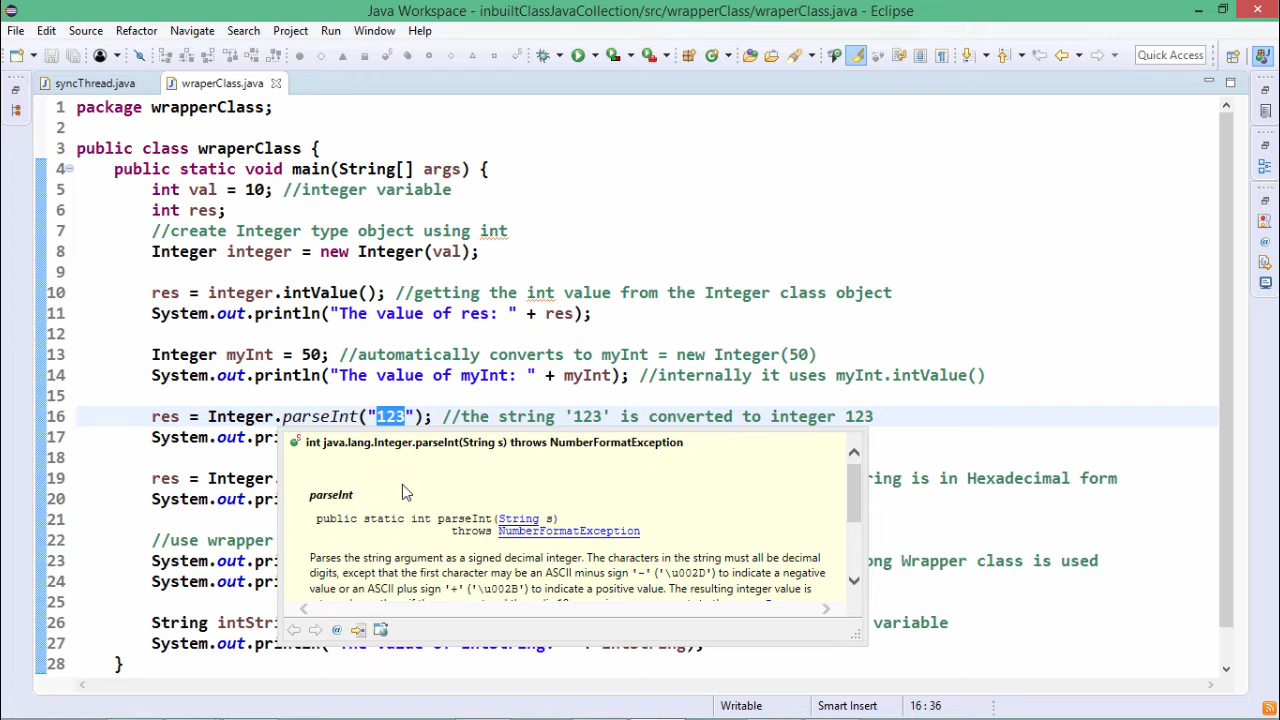 Java Workspace - inbuiltClassJavaCollection/src/wrapperClass/wraperClass.java - Eclipse
File Edit Source Refactor Navigate Search Project Run Window Help
Quick Access
syncThread.java wraperClass.java
1 package wrapperClass;
2
3 public class wraperClass {
4 public static void main(String[] args) {
5 int val = 10; //integer variable
6 int res;
7 //create Integer type object using int
8 Integer integer = new Integer(val);
9
10 res = integer.intValue(); //getting the int value from the Integer class object
11 System.out.println("The value of res: " + res);
12
13 Integer myInt = 50; //automatically converts to myInt = new Integer(50)
14 System.out.println("The value of myInt: " + myInt); //internally it uses myInt.intValue()
15
16 res = Integer.parseInt("123"); //the string '123' is converted to integer 123
17 System.out.pri
int java.lang.Integer.parseInt(String s) throws NumberFormatException
18
19 res = Integer. ring is in Hexadecimal form
parseInt
20 System.out.pri
public static int parseInt(String s)
21
throws NumberFormatException
22 //use wrapper
23 System.out.pri ong Wrapper class is used
Parses the string argument as a signed decimal integer. The characters in the string must all be decimal
digits, except that the first character may be an ASCII minus sign '-' ('\u002D') to indicate a negative
24 System.out.pri
value or an ASCII plus sign '+' ('\u002B') to indicate a positive value. The resulting integer value is
25
26 String intStri variable
27 System.out.println( intString);
28 }
Writable Smart Insert 16 : 36